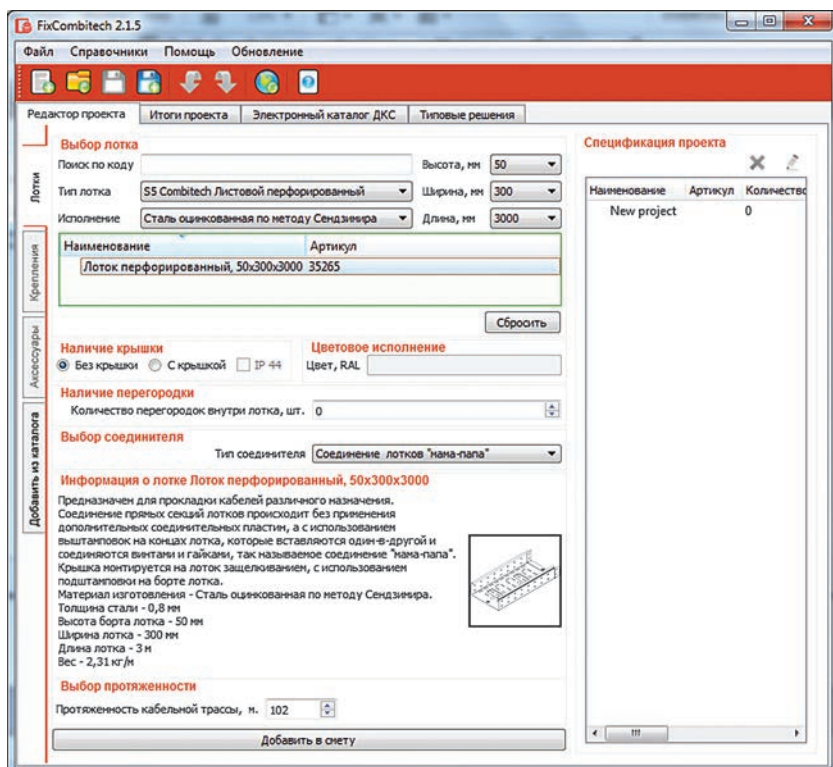 FixCombitech 2.1.5
Файл Справочники Помощь Обновление
Редактор проекта Итоги проекта Электронный каталог ДКС Типовые решения
Лотки
Крепления
Аксессуары
Добавить из каталога
Выбор лотка
Поиск по коду Высота, мм 50
Тип лотка S5 Combitech Листовой перфорированный Ширина, мм 300
Исполнение Сталь оцинкованная по методу Сендзимира Длина, мм 3000
Наименование Артикул
Лоток перфорированный, 50x300x3000 35265
Сбросить
Наличие крышки Цветовое исполнение
Без крышки С крышкой IP 44 Цвет, RAL
Наличие перегородки
Количество перегородок внутри лотка, шт. 0
Выбор соединителя
Тип соединителя Соединение лотков "мама-папа"
Информация о лотке Лоток перфорированный, 50x300x3000
Предназначен для прокладки кабелей различного назначения.
Соединение прямых секций лотков происходит без применения
дополнительных соединительных пластин, а с использованием
выштамповок на концах лотка, которые вставляются один-в-другой и
соединяются винтами и гайками, так называемое соединение "мама-папа".
Крышка монтируется на лоток защелкиванием, с использованием
подштамповки на борте лотка.
Материал изготовления - Сталь оцинкованная по методу Сендзимира.
Толщина стали - 0,8 мм
Высота борта лотка - 50 мм
Ширина лотка - 300 мм
Длина лотка - 3 м
Вес - 2,31 кг/м
Выбор протяженности
Протяженность кабельной трассы, м. 102
Добавить в смету
Спецификация проекта
Наименование Артикул Количество
New project 0